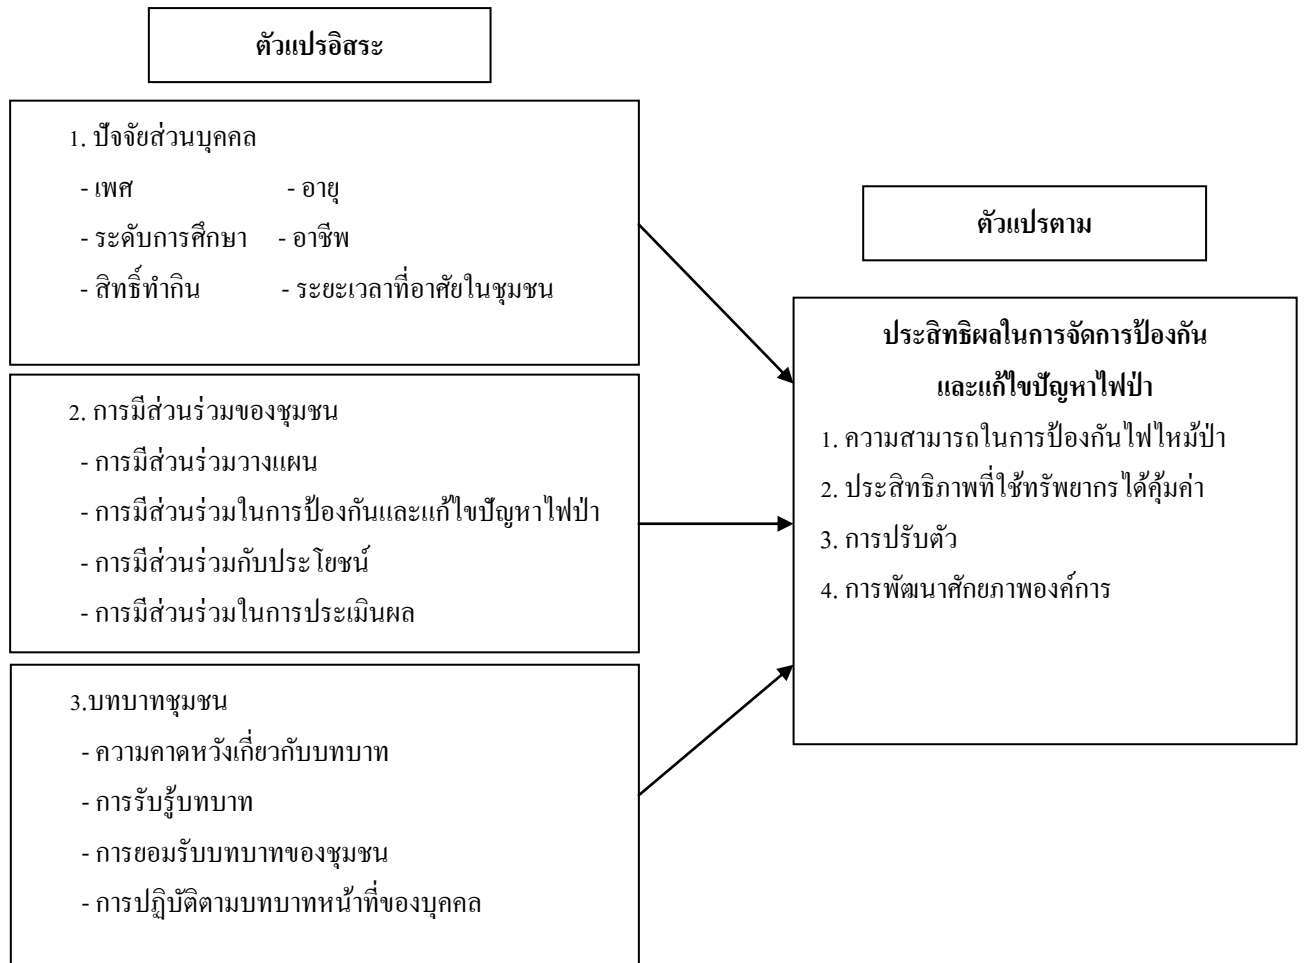 ตัวแปรอิสระ
1. ปัจจัยส่วนบุคคล
- เพศ - อายุ
- ระดับการศึกษา - อาชีพ
- สิทธิ์ทำกิน - ระยะเวลาที่อาศัยในชุมชน
2. การมีส่วนร่วมของชุมชน
- การมีส่วนร่วมวางแผน
- การมีส่วนร่วมในการป้องกันและแก้ไขปัญหาไฟป่า
- การมีส่วนร่วมกับประโยชน์
- การมีส่วนร่วมในการประเมินผล
3.บทบาทชุมชน
- ความคาดหวังเกี่ยวกับบทบาท
- การรับรู้บทบาท
- การยอมรับบทบาทของชุมชน
- การปฏิบัติตามบทบาทหน้าที่ของบุคคล
ตัวแปรตาม
ประสิทธิผลในการจัดการป้องกัน
และแก้ไขปัญหาไฟป่า
1. ความสามารถในการป้องกันไฟไหม้ป่า
2. ประสิทธิภาพที่ใช้ทรัพยากรได้คุ้มค่า
3. การปรับตัว
4. การพัฒนาศักยภาพองค์การ